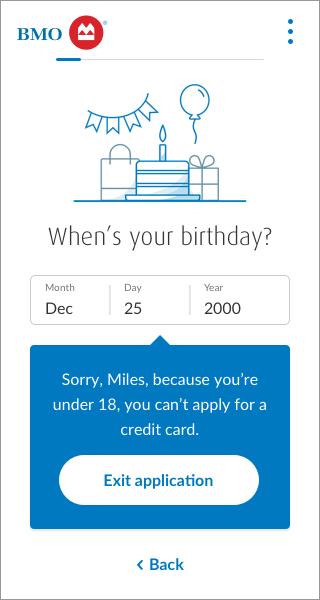 BMO
When's your birthday?
Month Day Year
Dec 25 2000
Sorry, Miles, because you're
under 18, you can't apply for a
credit card.
Exit application
Back